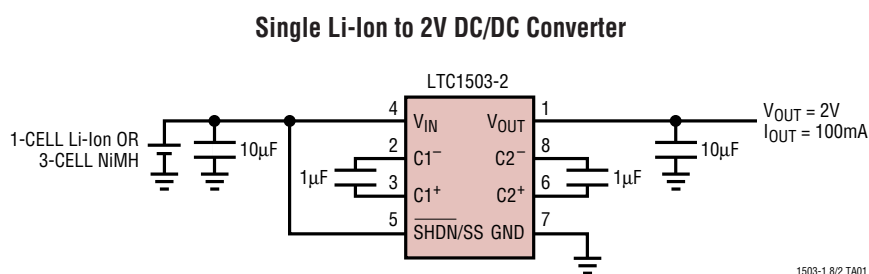 Single Li-Ion to 2V DC/DC Converter
LTC1503-2
1-CELL Li-Ion OR
3-CELL NiMH
10µF
1µF
4
2
3
5
VIN
C1–
C1+
SHDN/SS
VOUT
C2–
C2+
GND
1
8
6
7
1µF
10µF
VOUT = 2V
IOUT = 100mA
1503-1.8/2 TA01